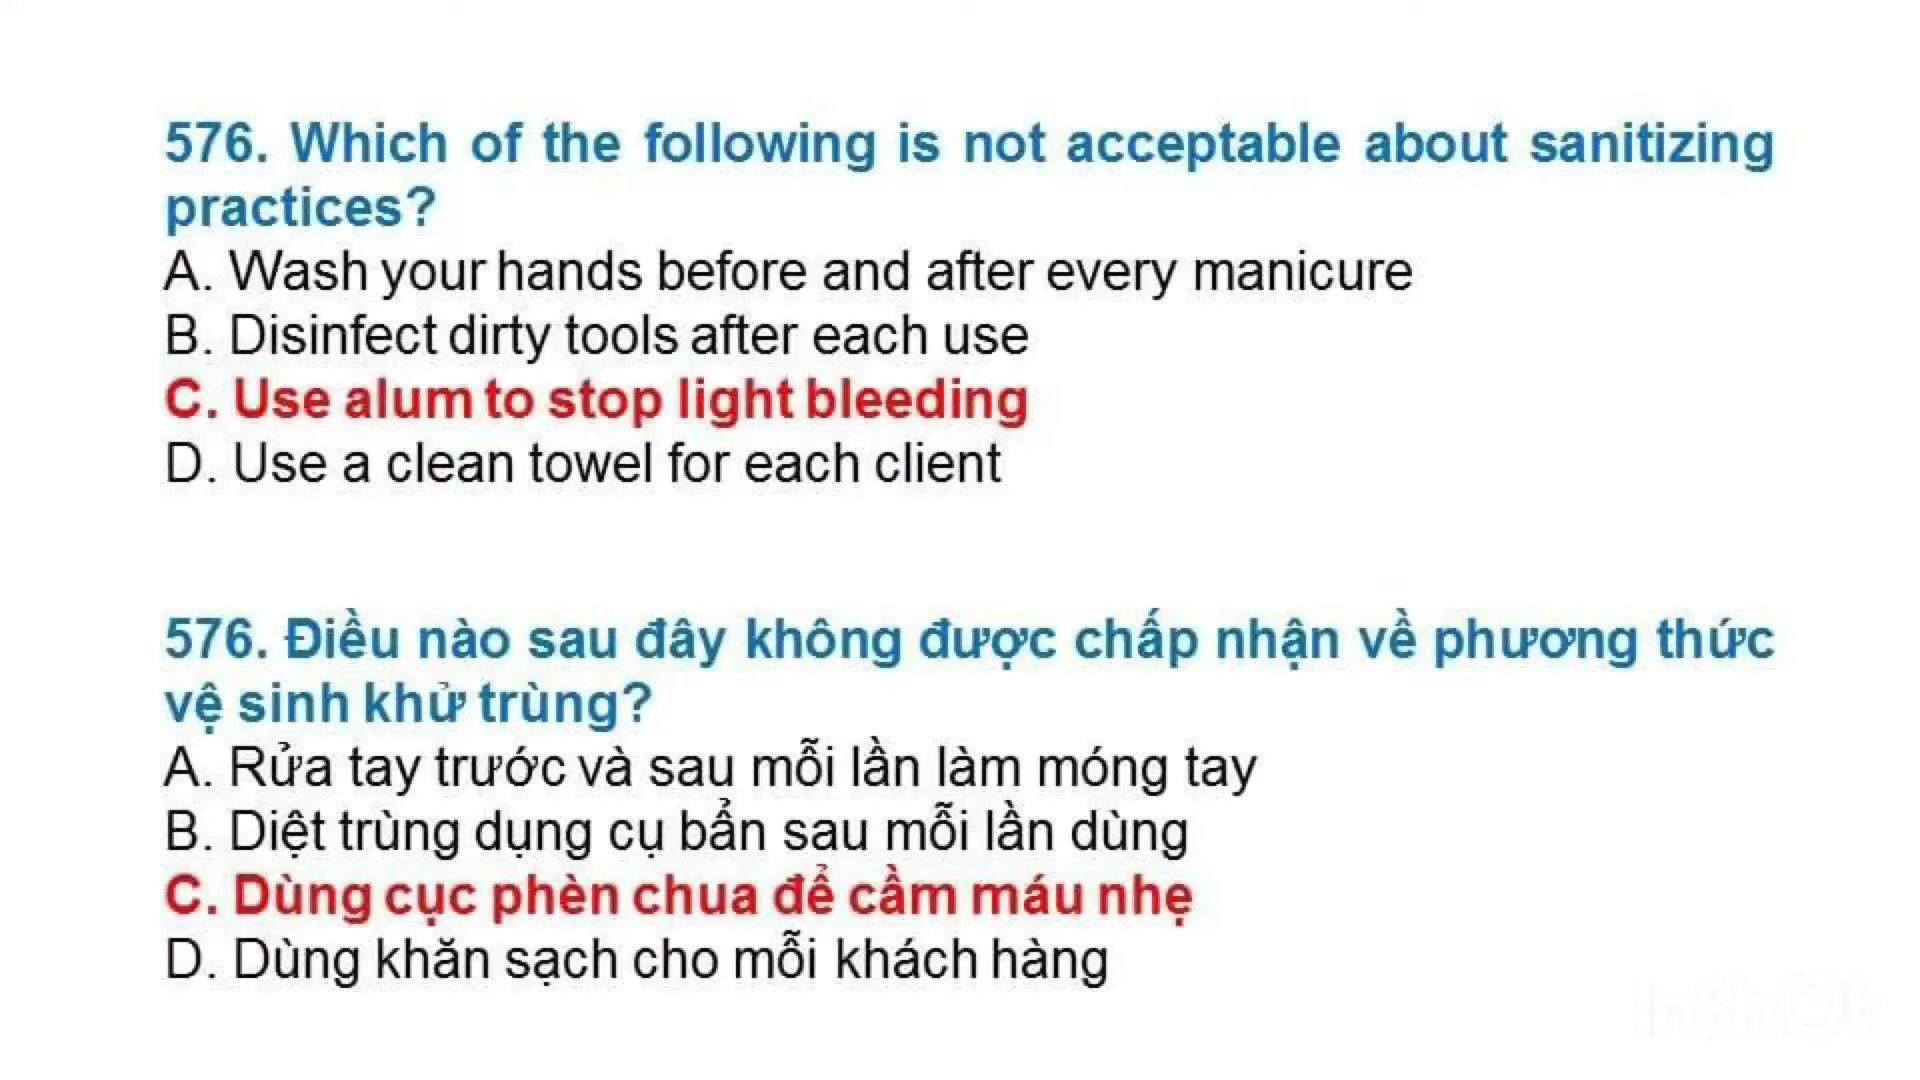 576. Which of the following is not acceptable about sanitizing
practices?
A. Wash your hands before and after every manicure
B. Disinfect dirty tools after each use
C. Use alum to stop light bleeding
D. Use a clean towel for each client
576. Điều nào sau đây không được chấp nhận về phương thức
vệ sinh khử trùng?
A. Rửa tay trước và sau mỗi lần làm móng tay
B. Diệt trùng dụng cụ bẩn sau mỗi lần dùng
C. Dùng cục phèn chua để cầm máu nhẹ
D. Dùng khăn sạch cho mỗi khách hàng
InShOt